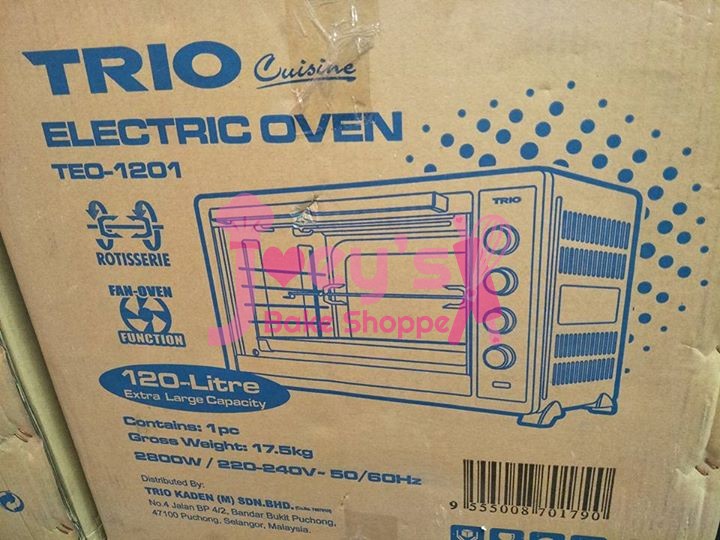 TRIO Cuisine
ELECTRIC OVEN
TEO-1201
TRIO
ROTISSERIE
FAN-OVEN
FUNCTION
Joey's
Bake Shoppe
120-Litre
Extra Large Capacity
Contains: 1pc
Gross Weight: 17.5kg
2800W / 220-240V~ 50/60Hz
Distributed By:
TRIO KADEN (M) SDN.BHD.
No.4 Jalan BP 4/2, Bandar Bukit Puchong,
47100 Puchong, Selangor, Malaysia.
9 555008 701790